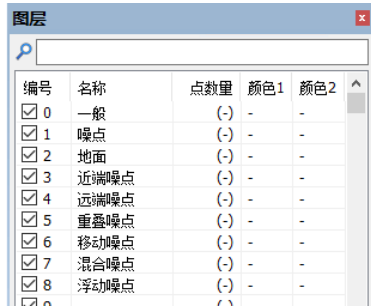 图层
编号 名称 点数量 颜色1 颜色2
0 一般 (-) - -
1 噪点 (-) - -
2 地面 (-) - -
3 近端噪点 (-) - -
4 远端噪点 (-) - -
5 重叠噪点 (-) - -
6 移动噪点 (-) - -
7 混合噪点 (-) - -
8 浮动噪点 (-) - -